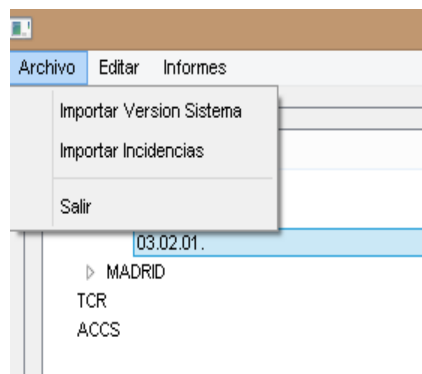 Archivo Editar Informes
Importar Version Sistema
Importar Incidencias
Salir
03.02.01.
MADRID
TCR
ACCS